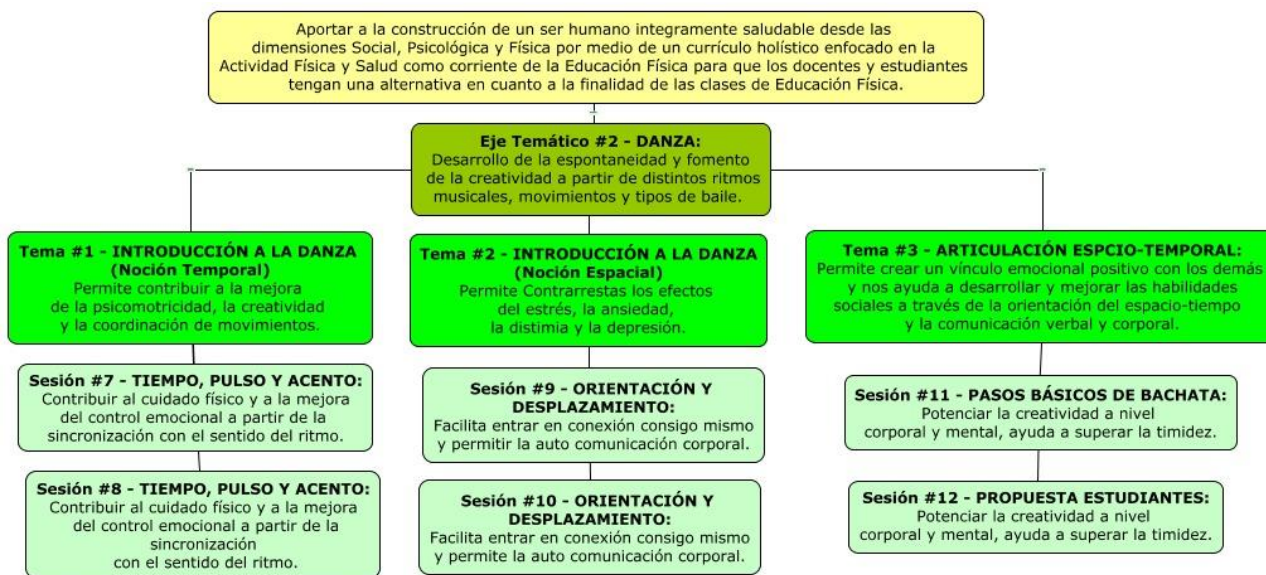 Aportar a la construcción de un ser humano integramente saludable desde las
dimensiones Social, Psicológica y Física por medio de un currículo holístico enfocado en la
Actividad Física y Salud como corriente de la Educación Física para que los docentes y estudiantes
tengan una alternativa en cuanto a la finalidad de las clases de Educación Física.
Eje Temático #2 - DANZA:
Desarrollo de la espontaneidad y fomento
de la creatividad a partir de distintos ritmos
musicales, movimientos y tipos de baile.
Tema #1 - INTRODUCCIÓN A LA DANZA
(Noción Temporal)
Permite contribuir a la mejora
de la psicomotricidad, la creatividad
y la coordinación de movimientos.
Sesión #7 - TIEMPO, PULSO Y ACENTO:
Contribuir al cuidado físico y a la mejora
del control emocional a partir de la
sincronización con el sentido del ritmo.
Sesión #8 - TIEMPO, PULSO Y ACENTO:
Contribuir al cuidado físico y a la mejora
del control emocional a partir de la
sincronización
con el sentido del ritmo.
Tema #2 - INTRODUCCIÓN A LA DANZA
(Noción Espacial)
Permite Contrarrestas los efectos
del estrés, la ansiedad,
la distimia y la depresión.
Sesión #9 - ORIENTACIÓN Y
DESPLAZAMIENTO:
Facilita entrar en conexión consigo mismo
y permitir la auto comunicación corporal.
Sesión #10 - ORIENTACIÓN Y
DESPLAZAMIENTO:
Facilita entrar en conexión consigo mismo
y permite la auto comunicación corporal.
Tema #3 - ARTICULACIÓN ESPCIO-TEMPORAL:
Permite crear un vínculo emocional positivo con los demás
y nos ayuda a desarrollar y mejorar las habilidades
sociales a través de la orientación del espacio-tiempo
y la comunicación verbal y corporal.
Sesión #11 - PASOS BÁSICOS DE BACHATA:
Potenciar la creatividad a nivel
corporal y mental, ayuda a superar la timidez.
Sesión #12 - PROPUESTA ESTUDIANTES:
Potenciar la creatividad a nivel
corporal y mental, ayuda a superar la timidez.